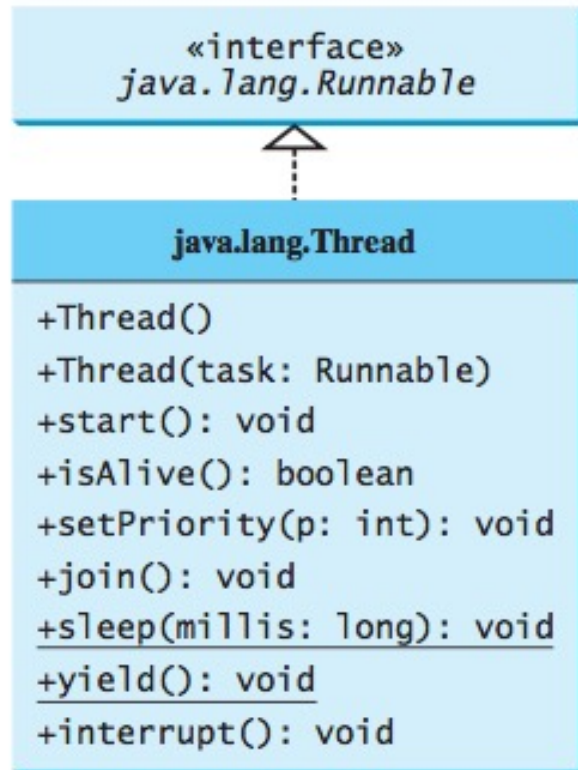 «interface»
java.lang.Runnable
java.lang.Thread
+Thread()
+Thread(task: Runnable)
+start(): void
+isAlive(): boolean
+setPriority(p: int): void
+join(): void
+sleep(millis: long): void
+yield(): void
+interrupt(): void